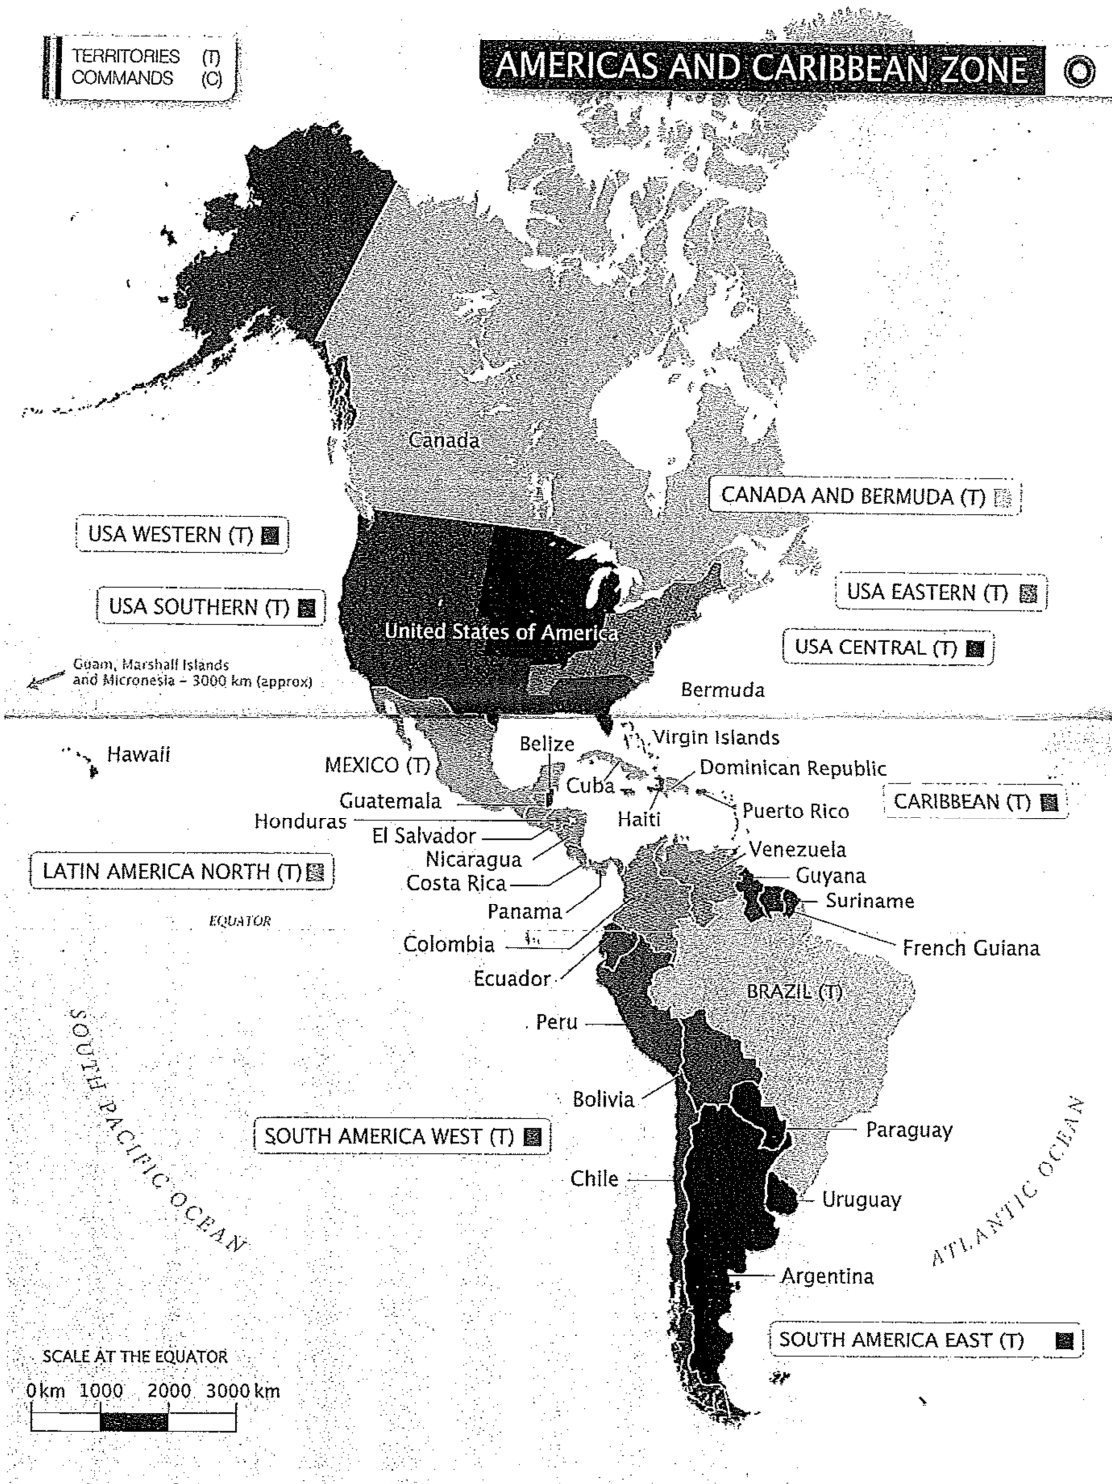 TERRITORIES (T)
COMMANDS (C)
AMERICAS AND CARIBBEAN ZONE
Canada
CANADA AND BERMUDA (T)
USA WESTERN (T)
USA EASTERN (T)
USA SOUTHERN (T)
United States of America
USA CENTRAL (T)
Guam, Marshall Islands
and Micronesia – 3000 km (approx)
Bermuda
Hawaii
Belize
Virgin Islands
MEXICO (T)
Cuba
Dominican Republic
Guatemala
Haiti
Puerto Rico
CARIBBEAN (T)
Honduras
El Salvador
Nicaragua
Venezuela
LATIN AMERICA NORTH (T)
Costa Rica
Guyana
Panama
Suriname
EQUATOR
Colombia
French Guiana
Ecuador
BRAZIL (T)
Peru
SOUTH PACIFIC OCEAN
Bolivia
SOUTH AMERICA WEST (T)
Paraguay
Chile
Uruguay
ATLANTIC OCEAN
Argentina
SOUTH AMERICA EAST (T)
SCALE AT THE EQUATOR
0km 1000 2000 3000km